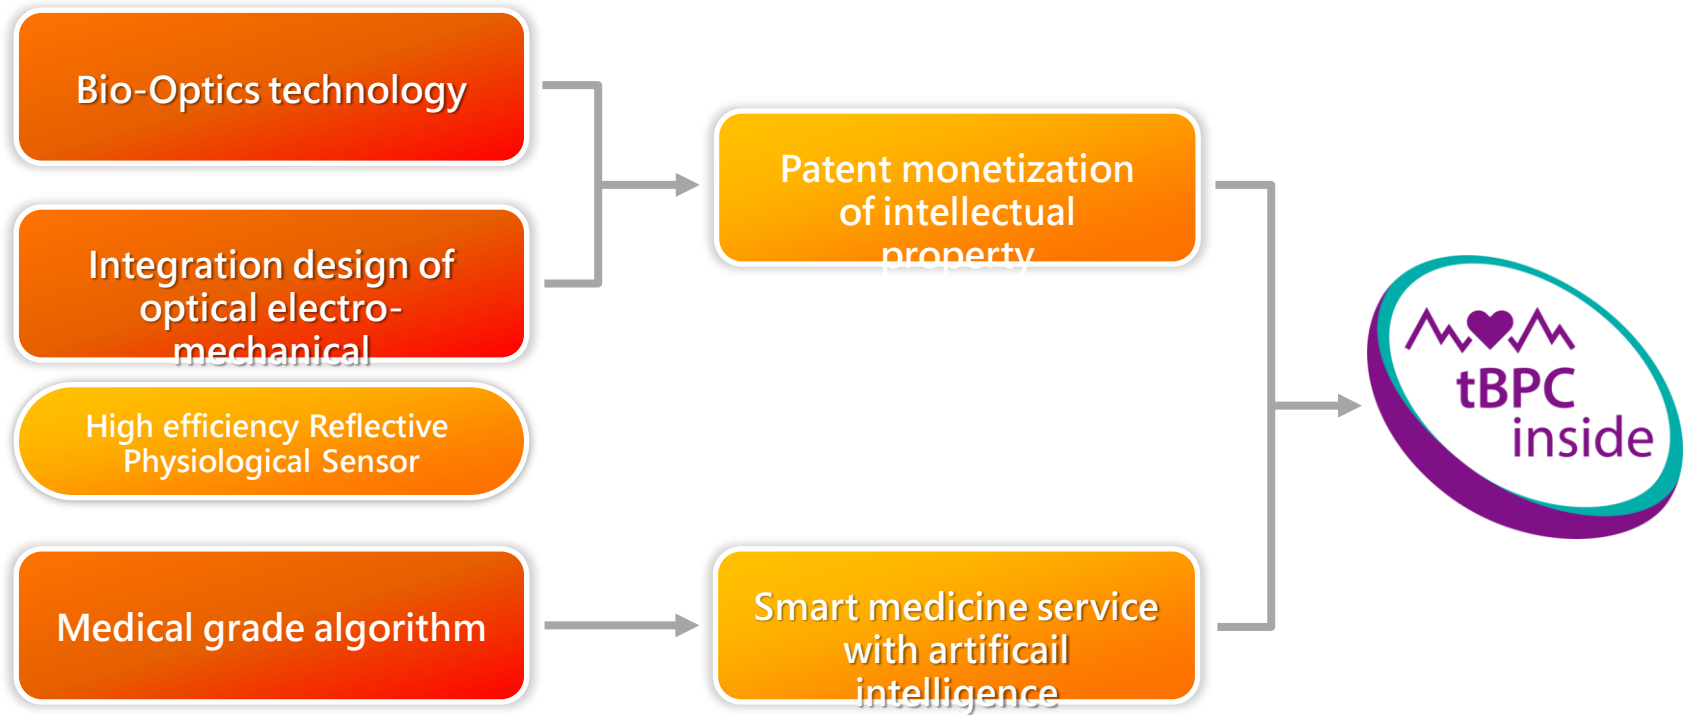 Bio-Optics technology
Integration design of
optical electro-
mechanical
High efficiency Reflective
Physiological Sensor
Medical grade algorithm
Patent monetization
of intellectual
property
Smart medicine service
with artificail
intelligence
tBPC
inside